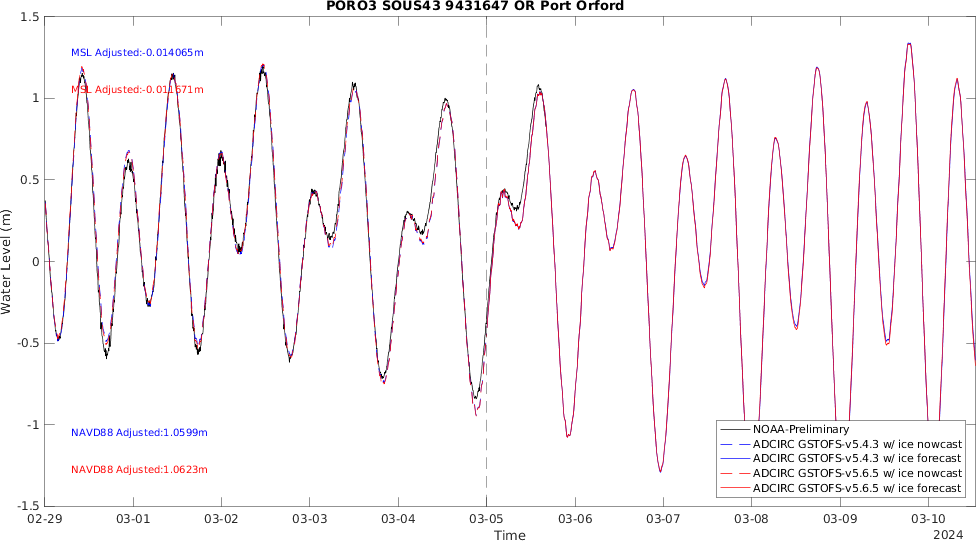 PORO3 SOUS43 9431647 OR Port Orford
1.5
1
0.5
0
-0.5
-1
-1.5
Water Level (m)
MSL Adjusted:-0.014065m
MSL Adjusted:-0.011671m
NAVD88 Adjusted:1.0599m
NAVD88 Adjusted:1.0623m
NOAA-Preliminary
ADCIRC GSTOFS-v5.4.3 w/ ice nowcast
ADCIRC GSTOFS-v5.4.3 w/ ice forecast
ADCIRC GSTOFS-v5.6.5 w/ ice nowcast
ADCIRC GSTOFS-v5.6.5 w/ ice forecast
02-29 03-01 03-02 03-03 03-04 03-05 03-06 03-07 03-08 03-09 03-10
Time
2024